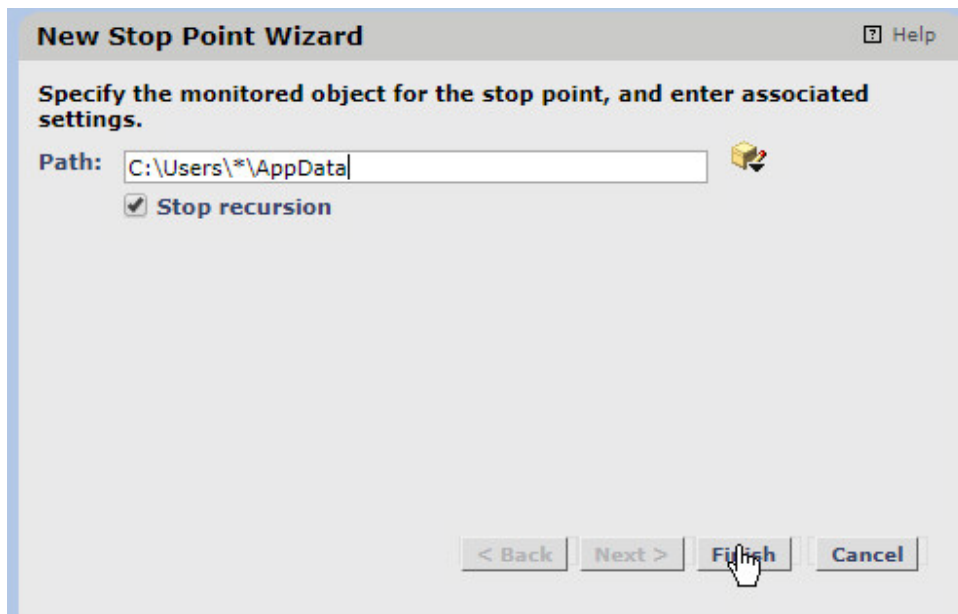 New Stop Point Wizard
? Help
Specify the monitored object for the stop point, and enter associated
settings.
Path: C:\Users\*\AppData
Stop recursion
< Back Next > Finish Cancel